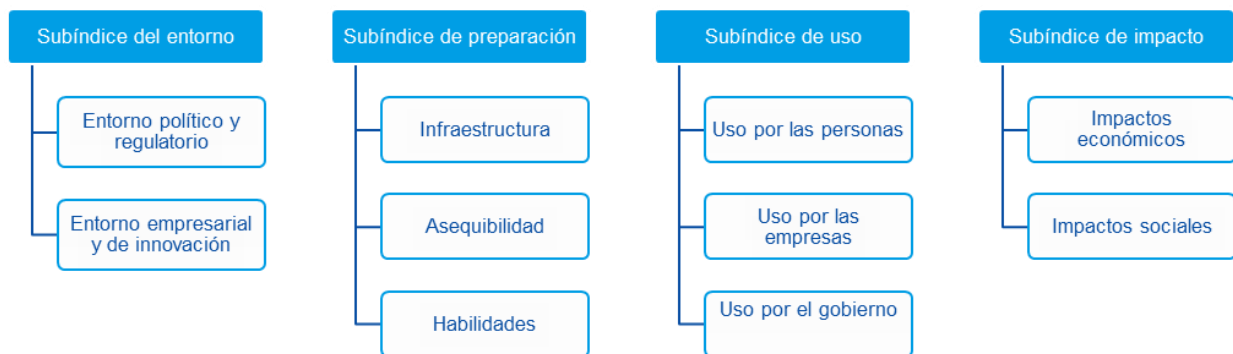 Subíndice del entorno
Entorno político y
regulatorio
Entorno empresarial
y de innovación
Subíndice de preparación
Infraestructura
Asequibilidad
Habilidades
Subíndice de uso
Uso por las personas
Uso por las
empresas
Uso por el gobierno
Subíndice de impacto
Impactos
económicos
Impactos sociales